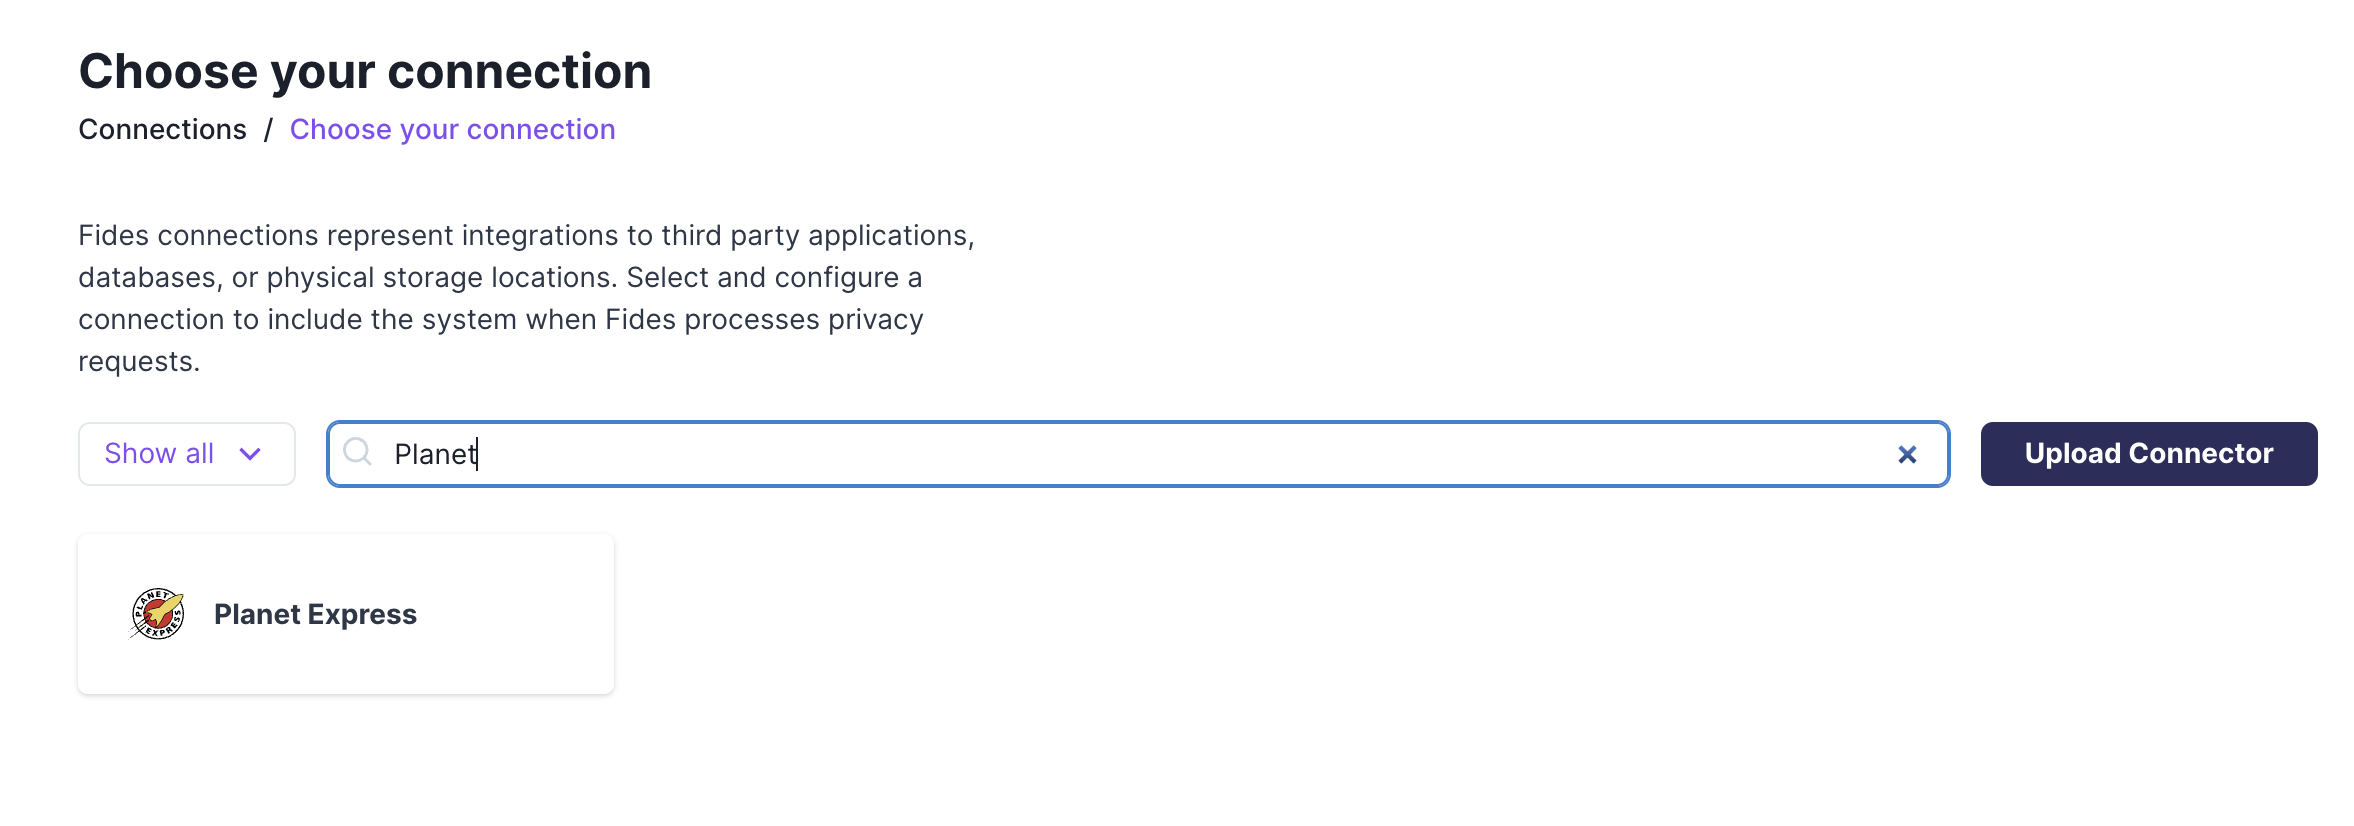 Choose your connection
Connections / Choose your connection
Fides connections represent integrations to third party applications,
databases, or physical storage locations. Select and configure a
connection to include the system when Fides processes privacy
requests.
Show all
Planet
Upload Connector
PLANET EXPRESS
Planet Express